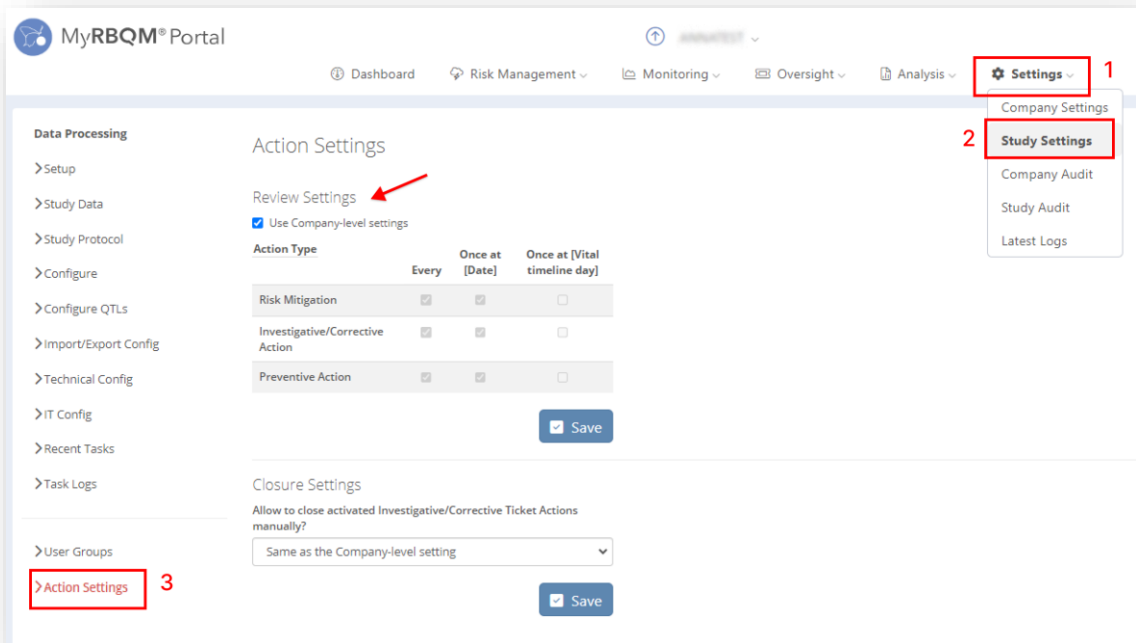 MyRBQM® Portal
Dashboard Risk Management Monitoring Oversight Analysis Settings 1
Company Settings
2 Study Settings
Company Audit
Study Audit
Latest Logs
Data Processing
Setup
Study Data
Study Protocol
Configure
Configure QTLs
Import/Export Config
Technical Config
IT Config
Recent Tasks
Task Logs
User Groups
Action Settings 3
Action Settings
Review Settings
Use Company-level settings
Action Type Every Once at [Date] Once at [Vital timeline day]
Risk Mitigation
Investigative/Corrective
Action
Preventive Action
Save
Closure Settings
Allow to close activated Investigative/Corrective Ticket Actions
manually?
Same as the Company-level setting
Save